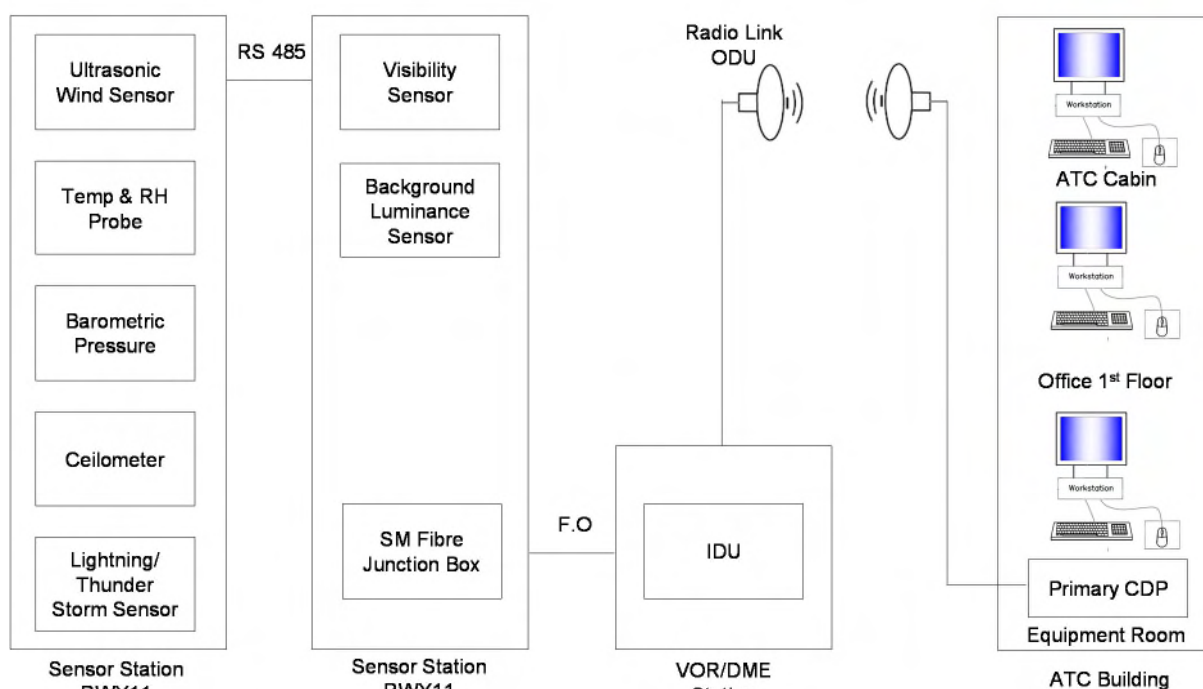 Ultrasonic
Wind Sensor
Temp & RH
Probe
Barometric
Pressure
Ceilometer
Lightning/
Thunder
Storm Sensor
Sensor Station
RWY11
RS 485
Visibility
Sensor
Background
Luminance
Sensor
SM Fibre
Junction Box
Sensor Station
RWY11
F.O
Radio Link
ODU
IDU
VOR/DME
Workstation
ATC Cabin
Workstation
Office 1st Floor
Workstation
Primary CDP
Equipment Room
ATC Building